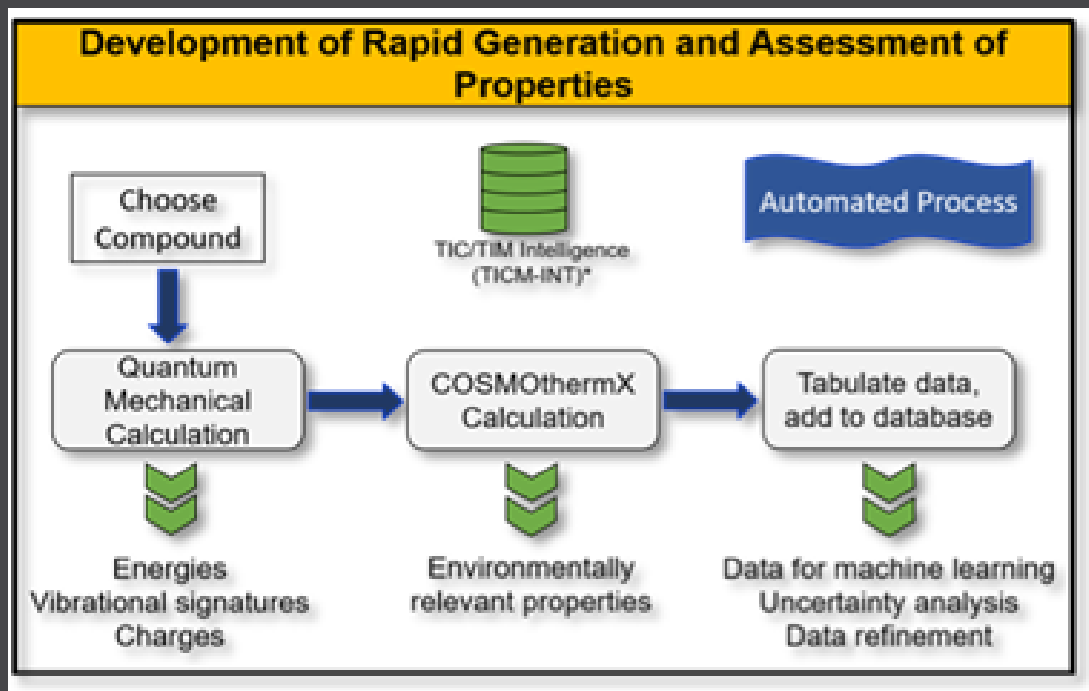 Development of Rapid Generation and Assessment of
Properties
Choose
Compound
TIC/TIM Intelligence
(TICM-INT)*
Automated Process
Quantum
Mechanical
Calculation
COSMOthermX
Calculation
Tabulate data,
add to database
Energies
Vibrational signatures
Charges
Environmentally
relevant properties
Data for machine learning
Uncertainty analysis
Data refinement